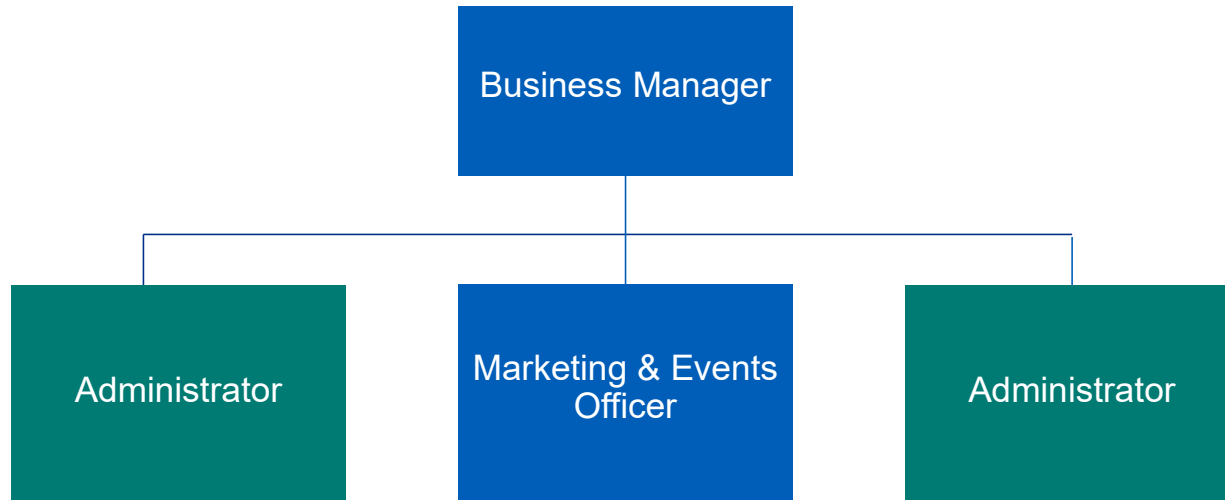 Business Manager
Administrator
Marketing & Events
Officer
Administrator